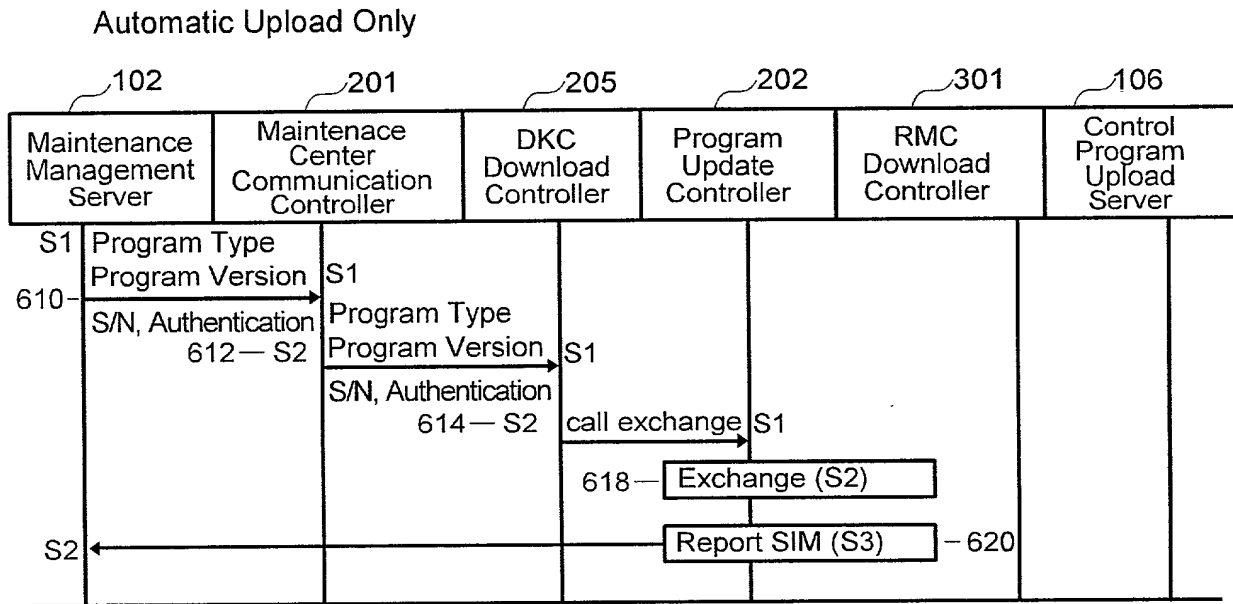 Automatic Upload Only
102
201
205
202
301
106
Maintenance
Management
Server
Maintenace
Center
Communication
Controller
DKC
Download
Controller
Program
Update
Controller
RMC
Download
Controller
Control
Program
Upload
Server
S1 Program Type
Program Version S1
610
S/N, Authentication
Program Type
612 — S2 Program Version S1
S/N, Authentication
614 — S2 call exchange S1
618 — Exchange (S2)
S2 Report SIM (S3) – 620